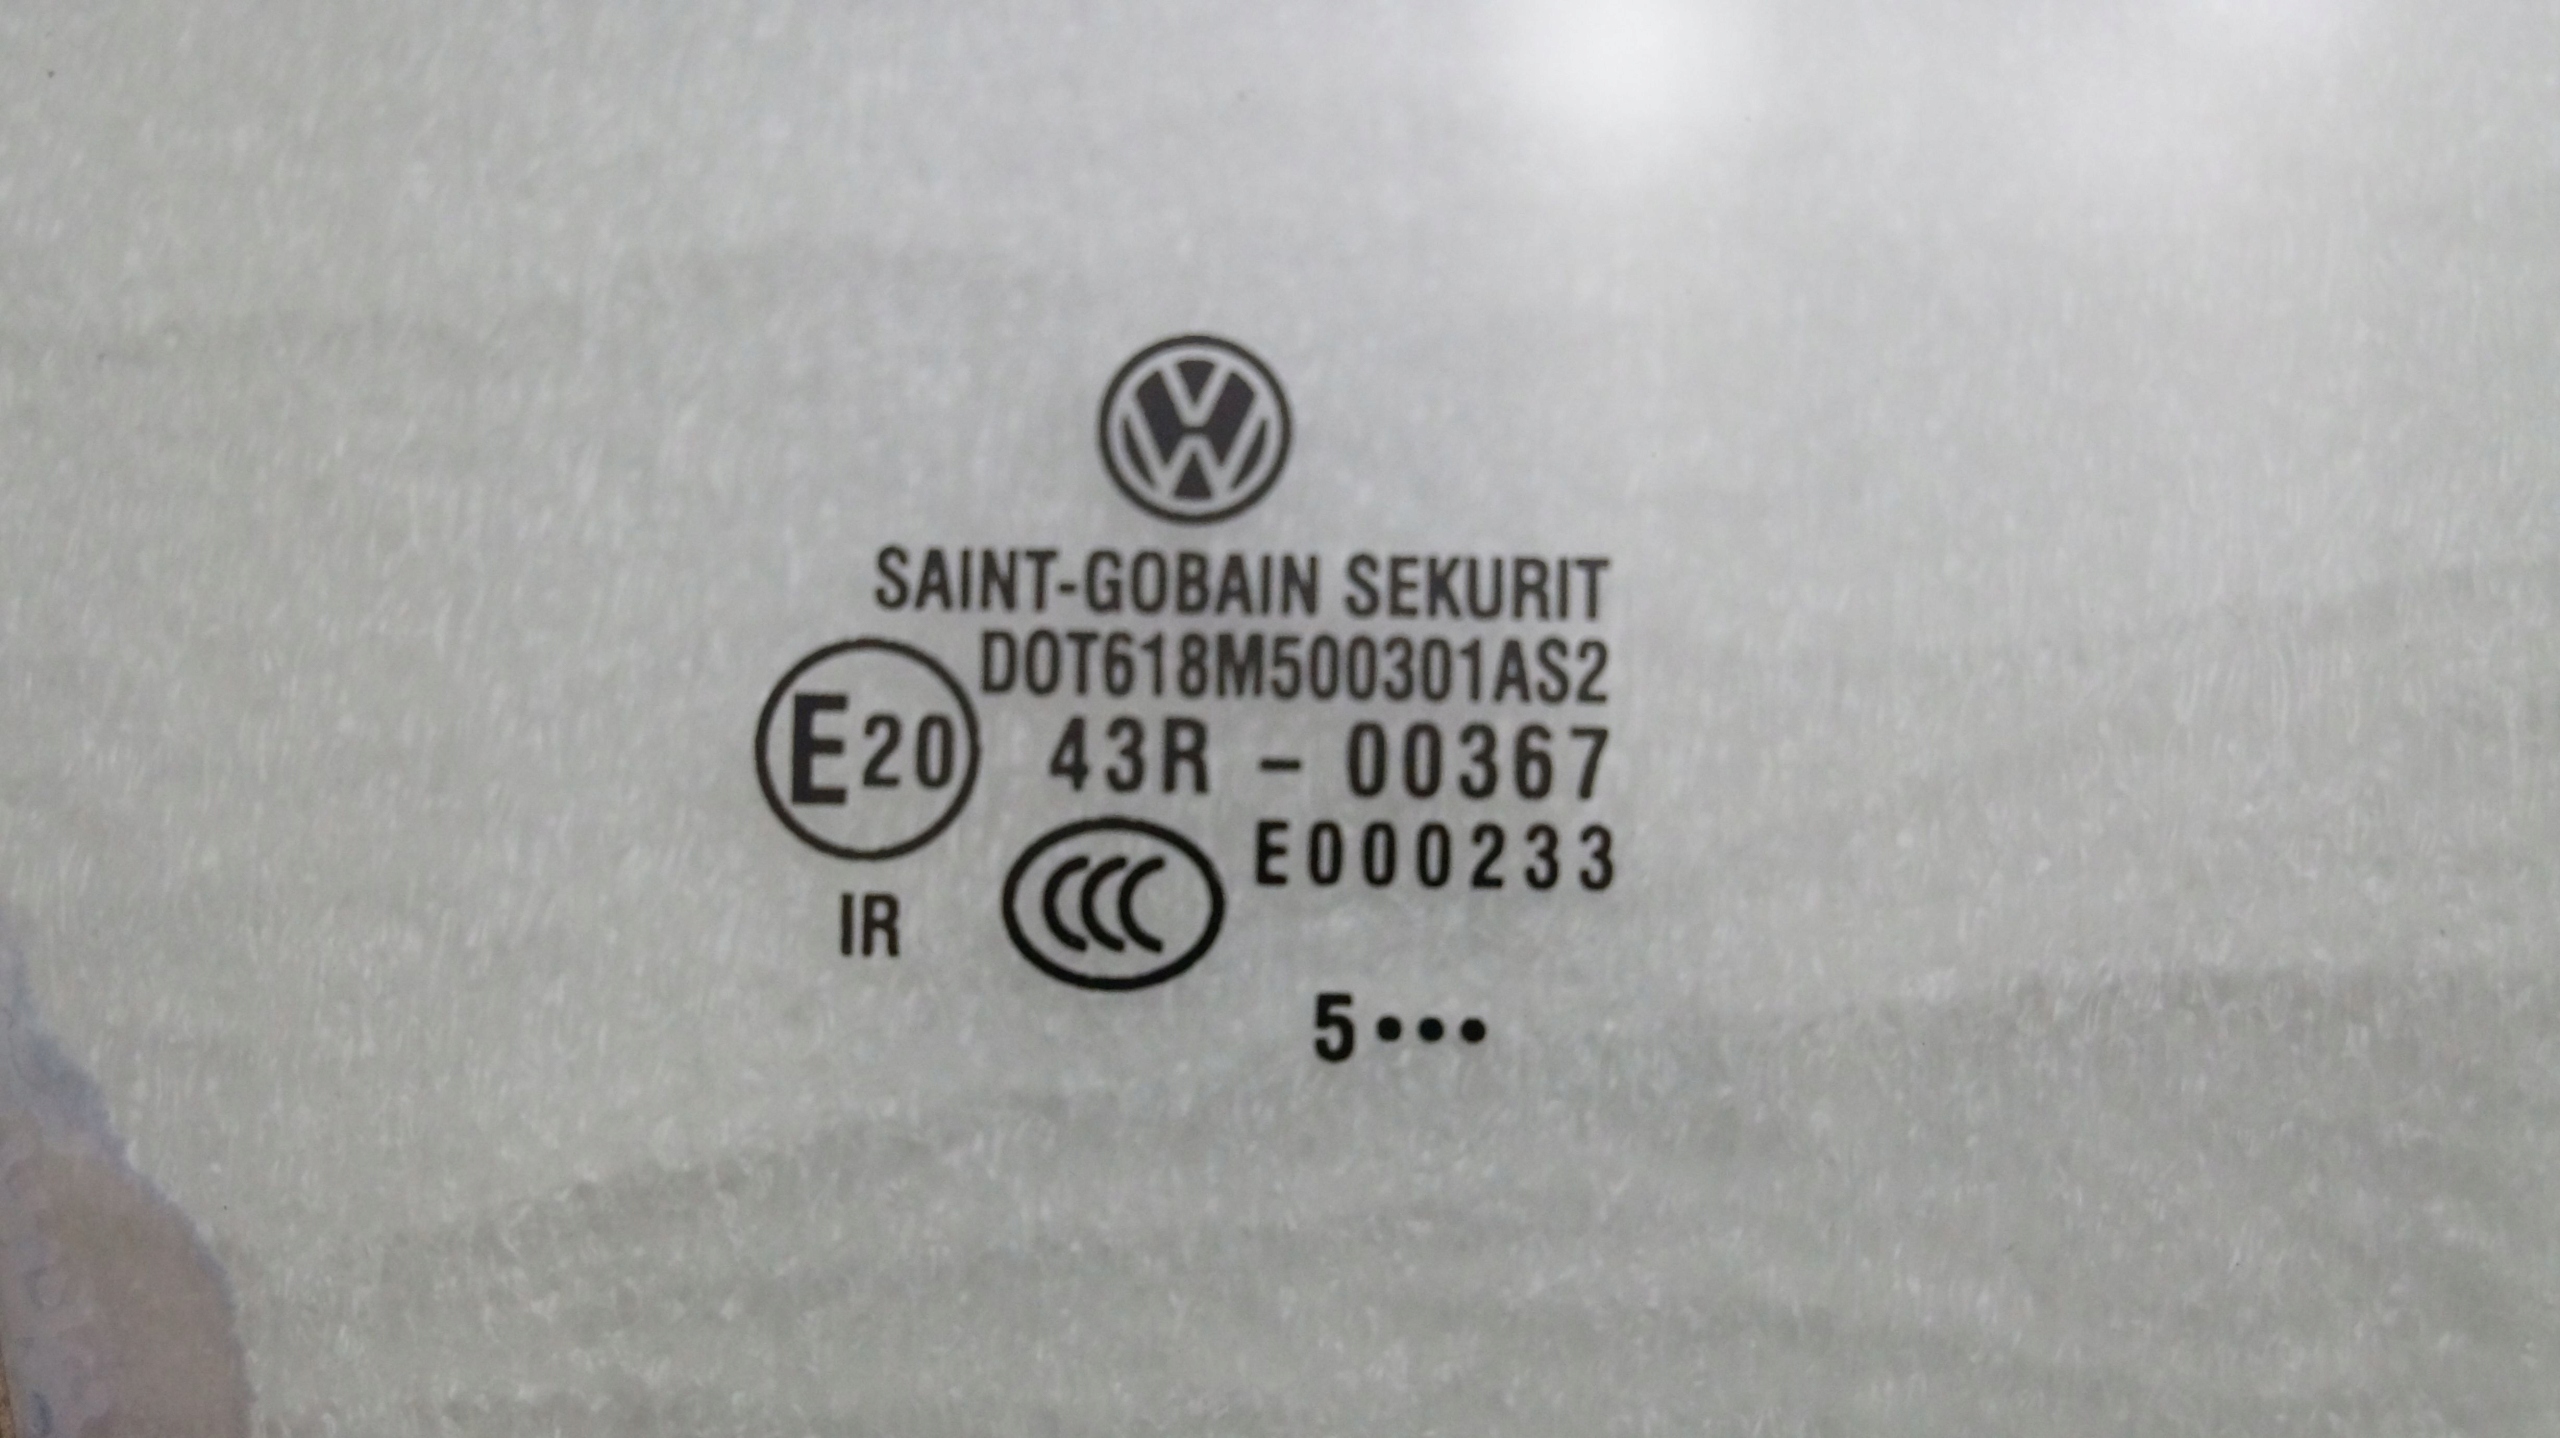 SAINT-GOBAIN SEKURIT
DOT618M500301AS2
E20 43R - 00367
E000233
IR
5•••